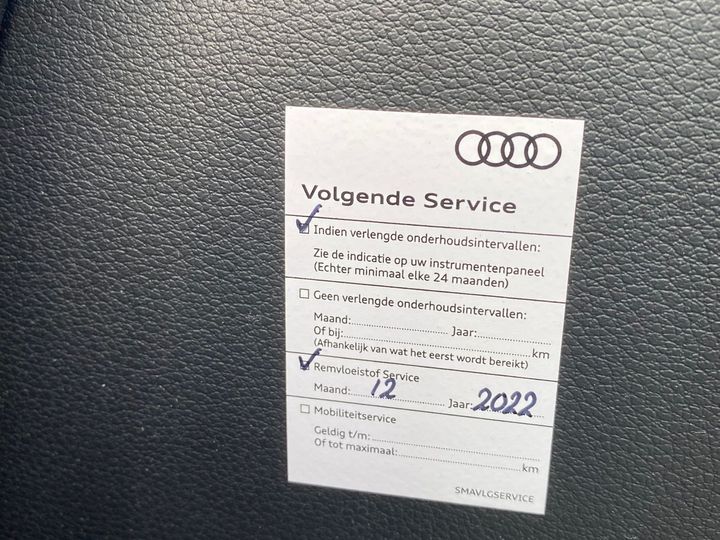 Volgende Service
Indien verlengde onderhoudsintervallen:
Zie de indicatie op uw instrumentenpaneel
(Echter minimaal elke 24 maanden)
Geen verlengde onderhoudsintervallen:
Maand:.............................. Jaar:......................
Of bij:............................................................km
(Afhankelijk van wat het eerst wordt bereikt)
Remvloeistof Service
Maand: 12 Jaar: 2022
Mobiliteitservice
Geldig t/m:..................................................
Of tot maximaal:.......................................km
SMAVLGSERVICE